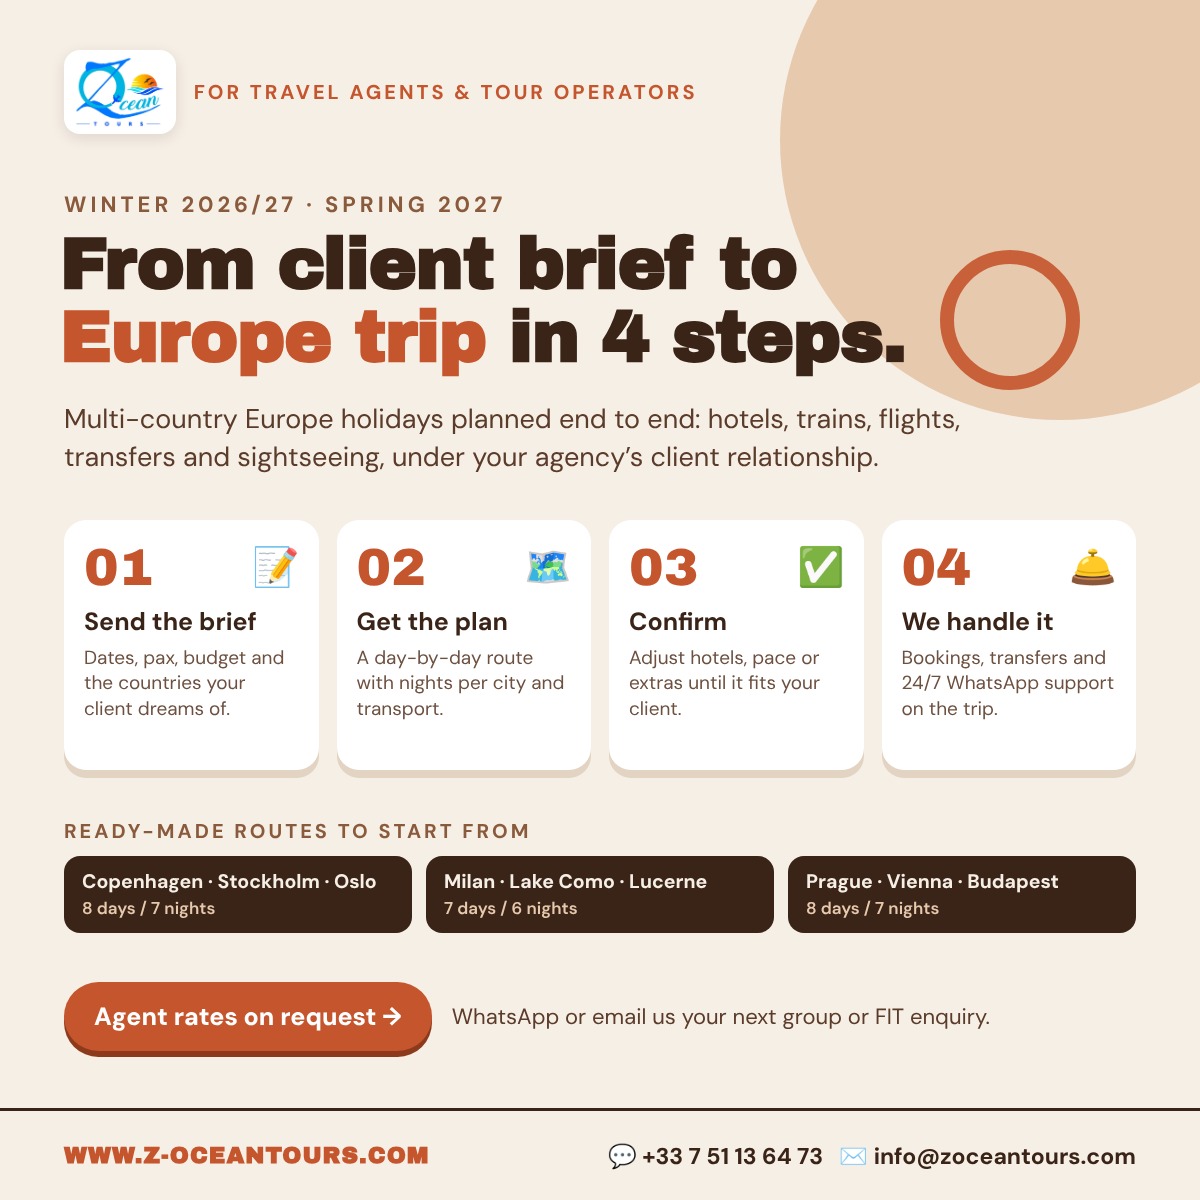 Zocean
TOURS
FOR TRAVEL AGENTS & TOUR OPERATORS
WINTER 2026/27 · SPRING 2027
From client brief to
Europe trip in 4 steps.
Multi-country Europe holidays planned end to end: hotels, trains, flights,
transfers and sightseeing, under your agency’s client relationship.
01
Send the brief
Dates, pax, budget and
the countries your
client dreams of.
02
Get the plan
A day-by-day route
with nights per city and
transport.
03
Confirm
Adjust hotels, pace or
extras until it fits your
client.
04
We handle it
Bookings, transfers and
24/7 WhatsApp support
on the trip.
READY-MADE ROUTES TO START FROM
Copenhagen · Stockholm · Oslo
8 days / 7 nights
Milan · Lake Como · Lucerne
7 days / 6 nights
Prague · Vienna · Budapest
8 days / 7 nights
Agent rates on request →
WhatsApp or email us your next group or FIT enquiry.
WWW.Z-OCEANTOURS.COM
+33 7 51 13 64 73
info@zoceantours.com